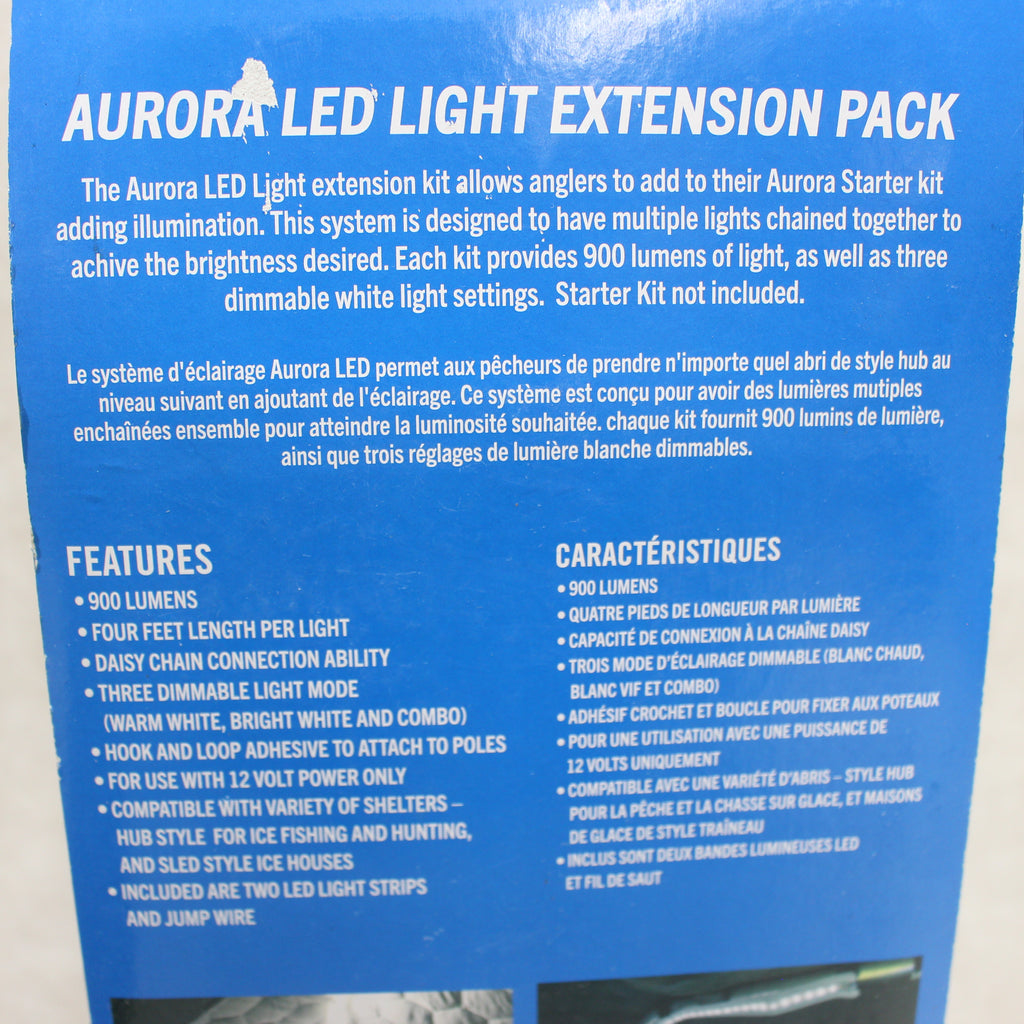 AURORA LED LIGHT EXTENSION PACK
The Aurora LED Light extension kit allows anglers to add to their Aurora Starter kit
adding illumination. This system is designed to have multiple lights chained together to
achive the brightness desired. Each kit provides 900 lumens of light, as well as three
dimmable white light settings.  Starter Kit not included.
Le système d'éclairage Aurora LED permet aux pêcheurs de prendre n'importe quel abri de style hub au
niveau suivant en ajoutant de l'éclairage. Ce système est conçu pour avoir des lumières mutiples
enchaînées ensemble pour atteindre la luminosité souhaitée. chaque kit fournit 900 lumins de lumière,
ainsi que trois réglages de lumière blanche dimmables.
FEATURES
• 900 LUMENS
• FOUR FEET LENGTH PER LIGHT
• DAISY CHAIN CONNECTION ABILITY
• THREE DIMMABLE LIGHT MODE
(WARM WHITE, BRIGHT WHITE AND COMBO)
• HOOK AND LOOP ADHESIVE TO ATTACH TO POLES
• FOR USE WITH 12 VOLT POWER ONLY
• COMPATIBLE WITH VARIETY OF SHELTERS –
HUB STYLE  FOR ICE FISHING AND HUNTING,
AND SLED STYLE ICE HOUSES
• INCLUDED ARE TWO LED LIGHT STRIPS
AND JUMP WIRE
CARACTÉRISTIQUES
• 900 LUMENS
• QUATRE PIEDS DE LONGUEUR PAR LUMIÈRE
• CAPACITÉ DE CONNEXION À LA CHAÎNE DAISY
• TROIS MODE D'ÉCLAIRAGE DIMMABLE (BLANC CHAUD,
BLANC VIF ET COMBO)
• ADHÉSIF CROCHET ET BOUCLE POUR FIXER AUX POTEAUX
• POUR UNE UTILISATION AVEC UNE PUISSANCE DE
12 VOLTS UNIQUEMENT
• COMPATIBLE AVEC UNE VARIÉTÉ D'ABRIS – STYLE HUB
POUR LA PÊCHE ET LA CHASSE SUR GLACE, ET MAISONS
DE GLACE DE STYLE TRAÎNEAU
• INCLUS SONT DEUX BANDES LUMINEUSES LED
ET FIL DE SAUT